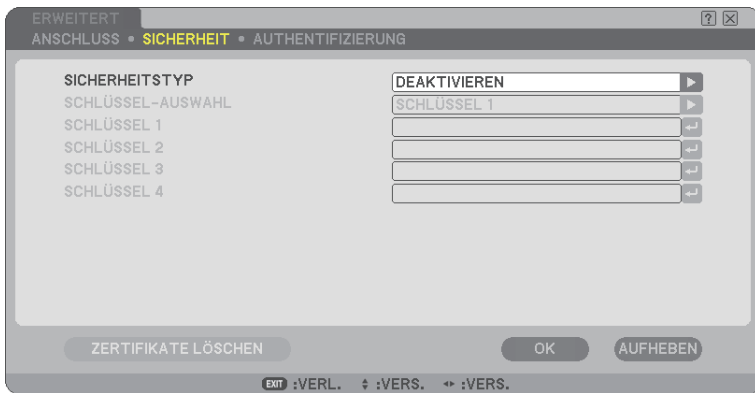 ERWEITERT
ANSCHLUSS • SICHERHEIT • AUTHENTIFIZIERUNG
SICHERHEITSTYP DEAKTIVIEREN
SCHLÜSSEL-AUSWAHL SCHLÜSSEL 1
SCHLÜSSEL 1
SCHLÜSSEL 2
SCHLÜSSEL 3
SCHLÜSSEL 4
ZERTIFIKATE LÖSCHEN OK AUFHEBEN
EXIT :VERL. :VERS. :VERS.